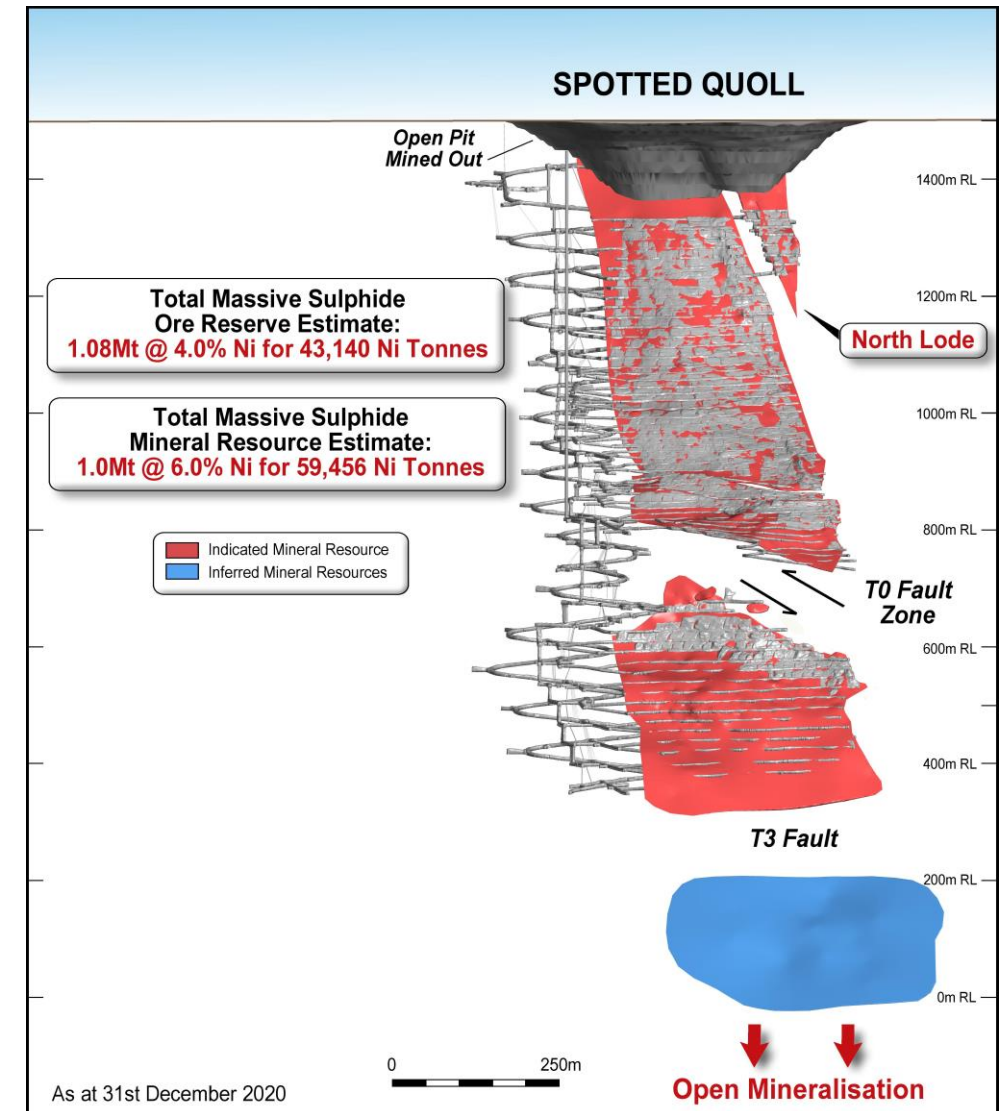 SPOTTED QUOLL
Open Pit
Mined Out
1400m RL
Total Massive Sulphide
Ore Reserve Estimate:
1.08Mt @ 4.0% Ni for 43,140 Ni Tonnes
1200m RL
North Lode
Total Massive Sulphide
Mineral Resource Estimate:
1.0Mt @ 6.0% Ni for 59,456 Ni Tonnes
1000m RL
Indicated Mineral Resource
Inferred Mineral Resources
800m RL
T0 Fault
Zone
600m RL
400m RL
T3 Fault
200m RL
0m RL
0 250m
As at 31st December 2020
Open Mineralisation